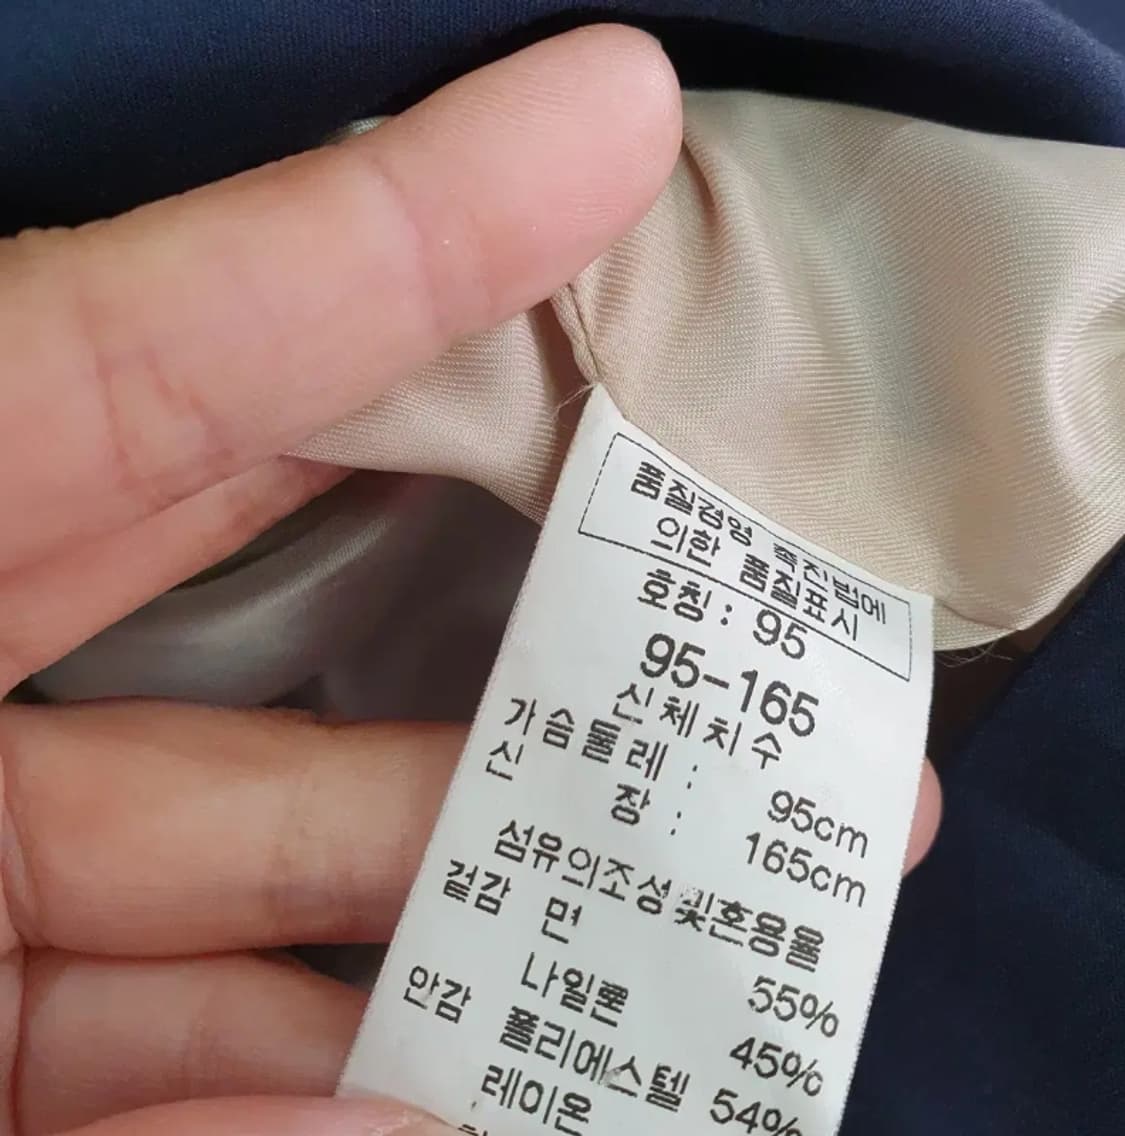 품질경영 촉진법에
의한 품질표시
호칭 : 95
95-165
신체치수
가슴둘레 : 95cm
신 장 : 165cm
섬유의조성및혼용율
겉감 면 55%
나일론 45%
안감 폴리에스텔 54%
레이온